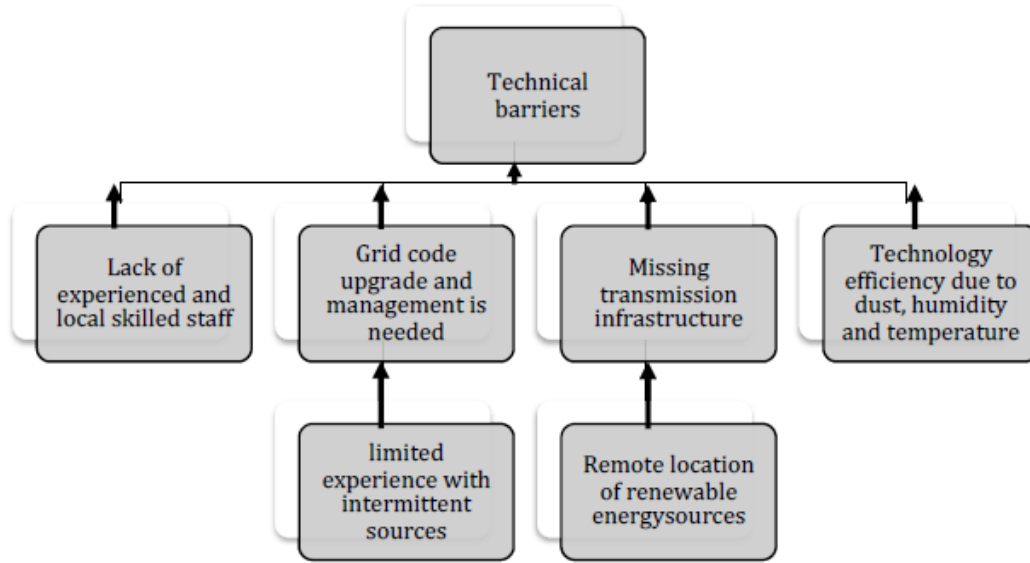 Technical
barriers
Lack of
experienced and
local skilled staff
Grid code
upgrade and
management is
needed
Missing
transmission
infrastructure
Technology
efficiency due to
dust, humidity
and temperature
limited
experience with
intermittent
sources
Remote location
of renewable
energysources